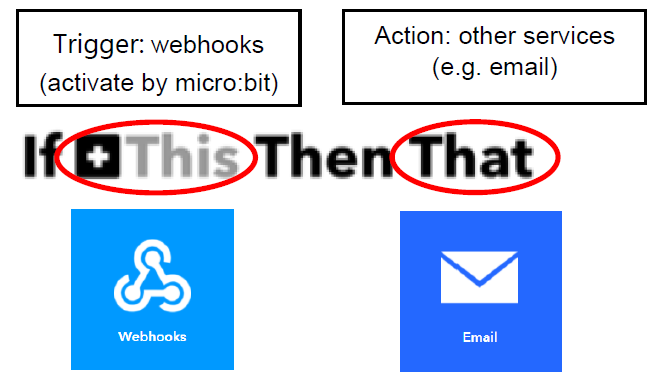 Trigger: webhooks
(activate by micro:bit)
Action: other services
(e.g. email)
If This Then That
Webhooks
Email